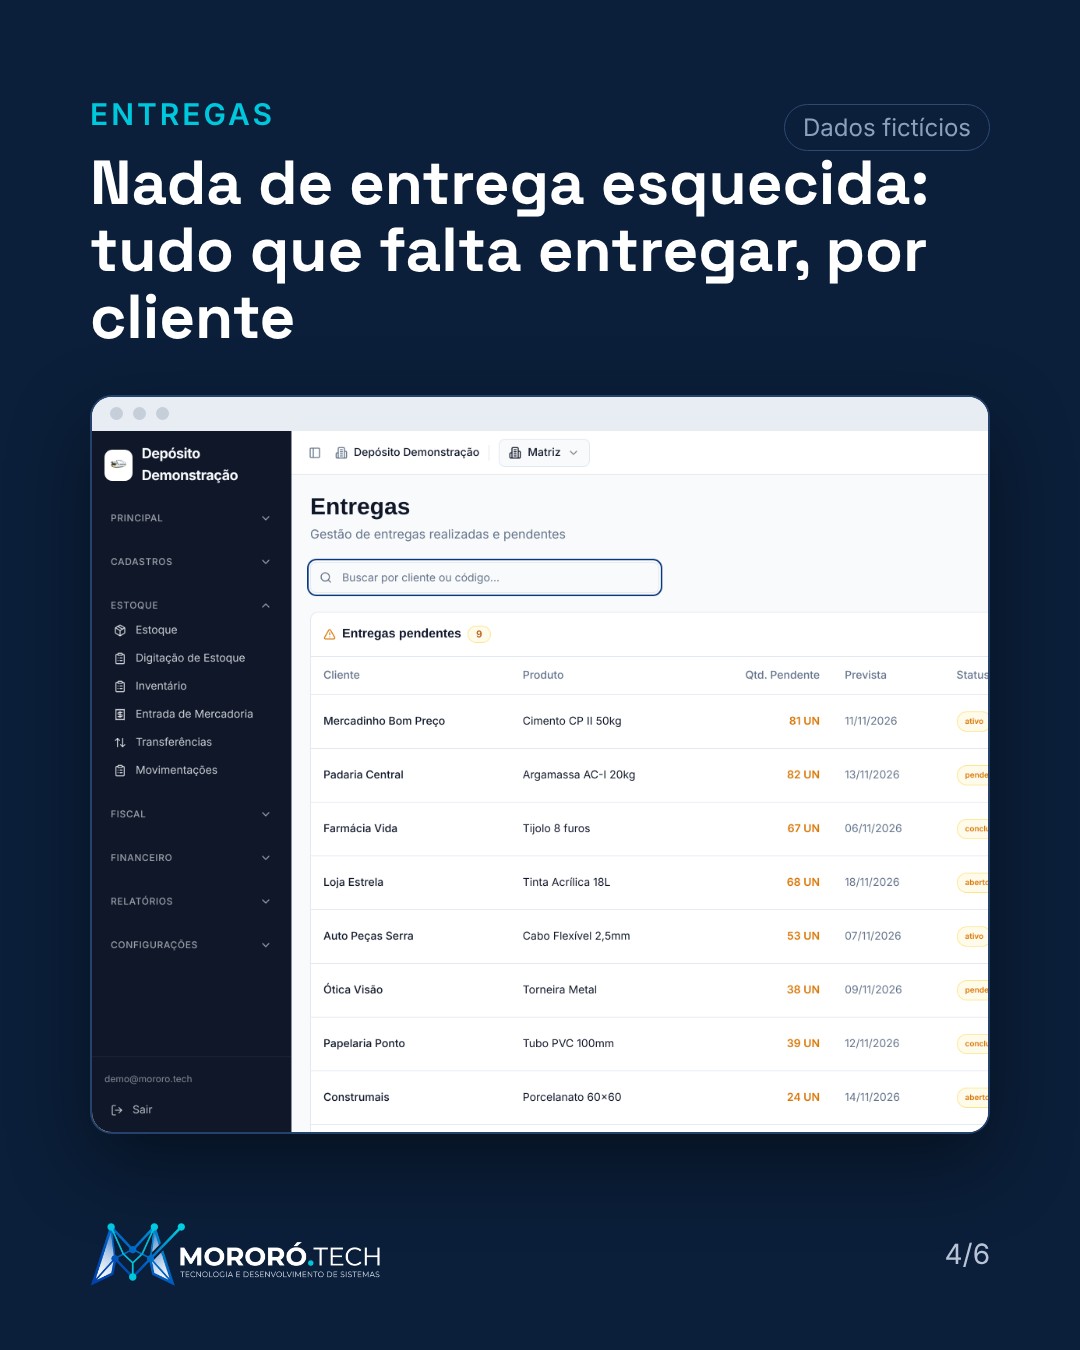 ENTREGAS
Dados fictícios
Nada de entrega esquecida:
tudo que falta entregar, por
cliente
Depósito
Demonstração
PRINCIPAL
CADASTROS
ESTOQUE
Estoque
Digitação de Estoque
Inventário
Entrada de Mercadoria
Transferências
Movimentações
FISCAL
FINANCEIRO
RELATÓRIOS
CONFIGURAÇÕES
demo@mororo.tech
Sair
Depósito Demonstração Matriz
Entregas
Gestão de entregas realizadas e pendentes
Buscar por cliente ou código...
Entregas pendentes 9
Cliente Produto Qtd. Pendente Prevista Status
Mercadinho Bom Preço Cimento CP II 50kg 81 UN 11/11/2026 ativo
Padaria Central Argamassa AC-I 20kg 82 UN 13/11/2026 pende
Farmácia Vida Tijolo 8 furos 67 UN 06/11/2026 conclu
Loja Estrela Tinta Acrílica 18L 68 UN 18/11/2026 aberto
Auto Peças Serra Cabo Flexível 2,5mm 53 UN 07/11/2026 ativo
Ótica Visão Torneira Metal 38 UN 09/11/2026 pende
Papelaria Ponto Tubo PVC 100mm 39 UN 12/11/2026 conclu
Construmais Porcelanato 60×60 24 UN 14/11/2026 aberto
MORORÓ.TECH
TECNOLOGIA E DESENVOLVIMENTO DE SISTEMAS
4/6